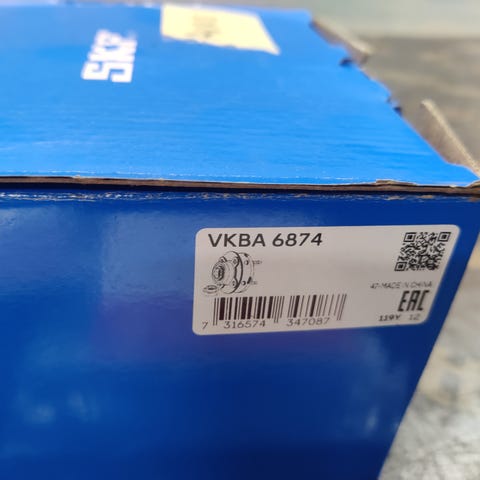 SKF
VKBA 6874
47-MADE IN CHINA
EAC
7 316574 347087
119Y 12